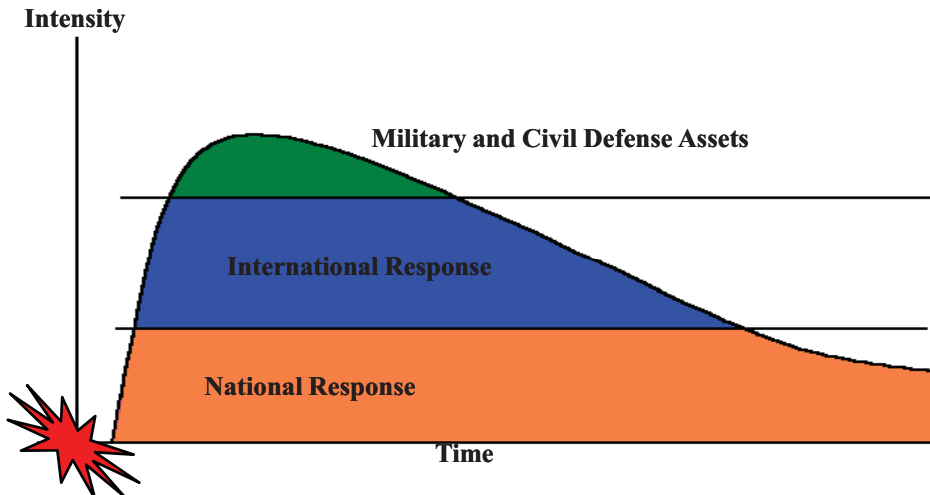 Intensity
Military and Civil Defense Assets
International Response
National Response
Time